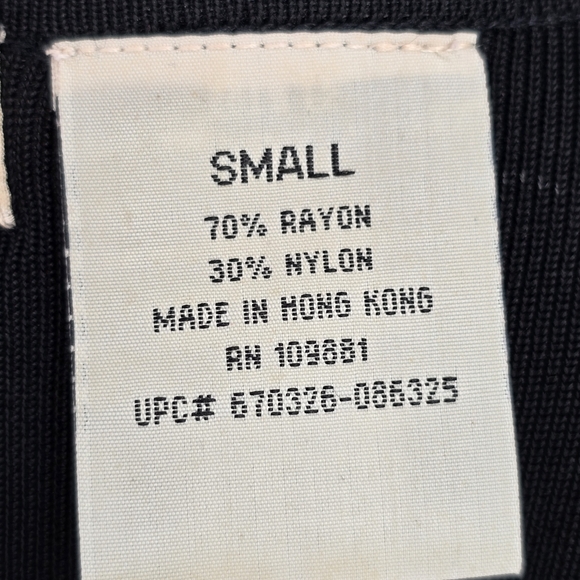 SMALL
70% RAYON
30% NYLON
MADE IN HONG KONG
RN 109881
UPC# 670326-086325